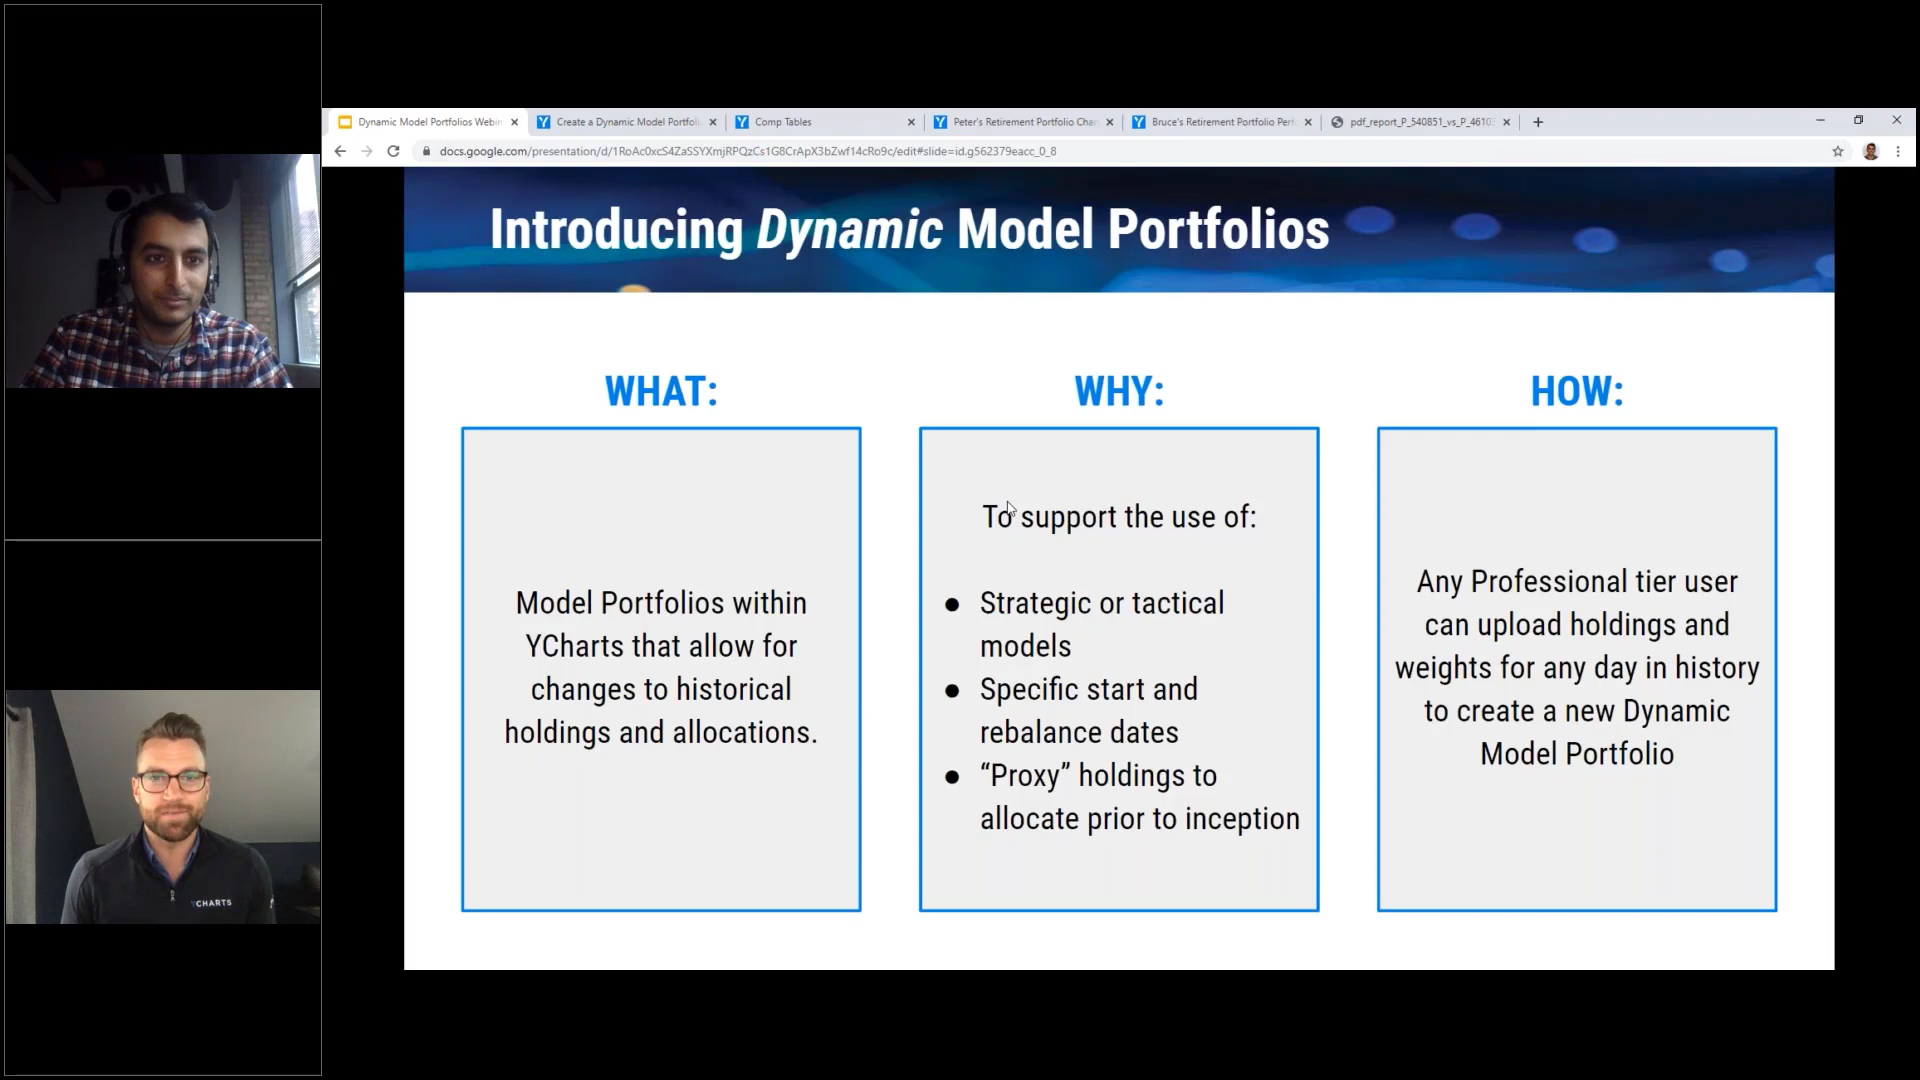 Dynamic Model Portfolios Webin
Create a Dynamic Model Portfoli
Comp Tables
Peter's Retirement Portfolio Cha
Bruce's Retirement Portfolio Per
pdf_report_P_540851_vs_P_4610
docs.google.com/presentation/d/1RoAc0xcS4ZaSSYXmjRPQzCs1G8CrApX3bZwf14cRo9c/edit#slide=id.g562379eacc_0_8
Introducing Dynamic Model Portfolios
WHAT:
Model Portfolios within
YCharts that allow for
changes to historical
holdings and allocations.
WHY:
To support the use of:
● Strategic or tactical
models
● Specific start and
rebalance dates
● “Proxy” holdings to
allocate prior to inception
HOW:
Any Professional tier user
can upload holdings and
weights for any day in history
to create a new Dynamic
Model Portfolio
YCHARTS